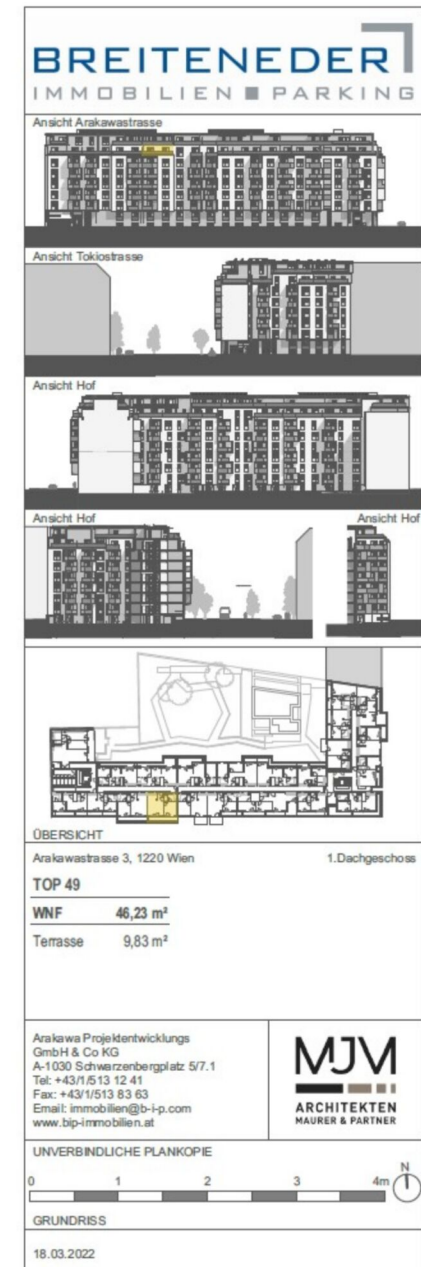 BREITENEDER
IMMOBILIEN PARKING
Ansicht Arakawastrasse
Ansicht Tokiostrasse
Ansicht Hof
Ansicht Hof Ansicht Hof
ÜBERSICHT
Arakawastrasse 3, 1220 Wien 1.Dachgeschoss
TOP 49
WNF 46,23 m²
Terrasse 9,83 m²
Arakawa Projektentwicklungs
GmbH & Co KG
A-1030 Schwarzenbergplatz 5/7.1
Tel: +43/1/513 12 41
Fax: +43/1/513 83 63
Email: immobilien@b-i-p.com
www.bip-immobilien.at
MJM
ARCHITEKTEN
MAURER & PARTNER
UNVERBINDLICHE PLANKOPIE
0 1 2 3 4m N
GRUNDRISS
18.03.2022